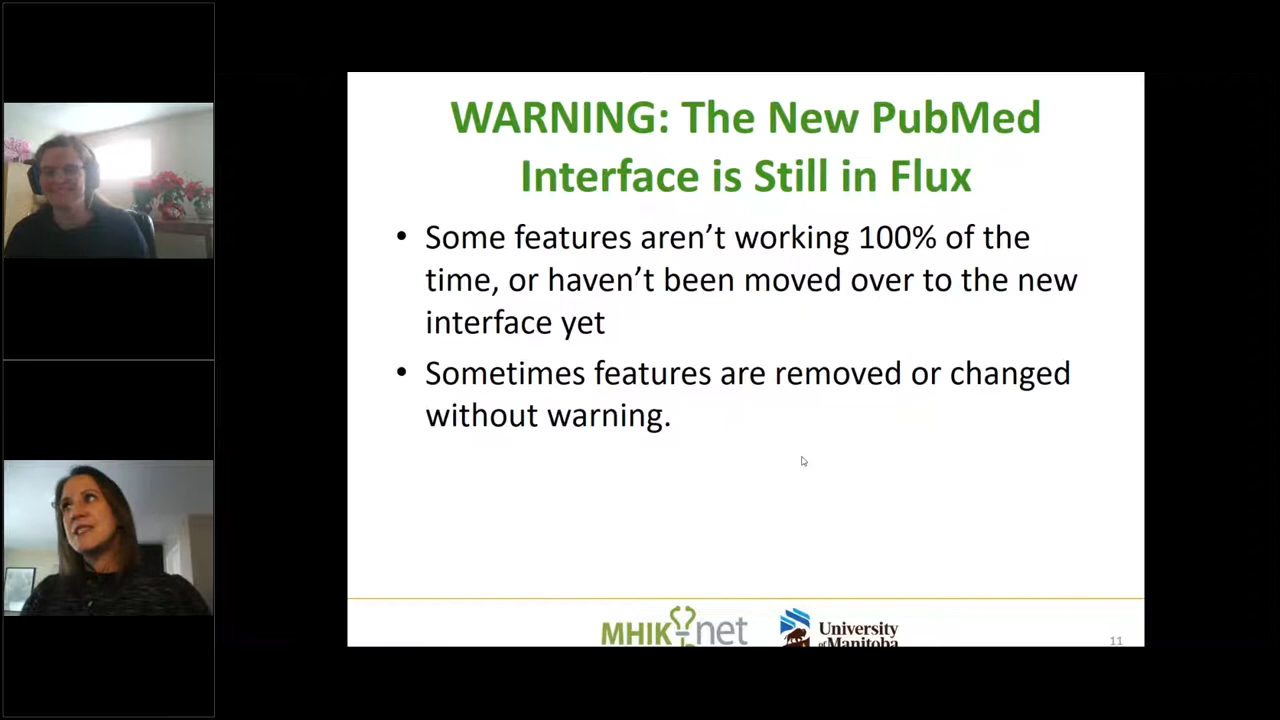 WARNING: The New PubMed
Interface is Still in Flux
• Some features aren’t working 100% of the
time, or haven’t been moved over to the new
interface yet
• Sometimes features are removed or changed
without warning.
MHIK-net
University
of Manitoba
11